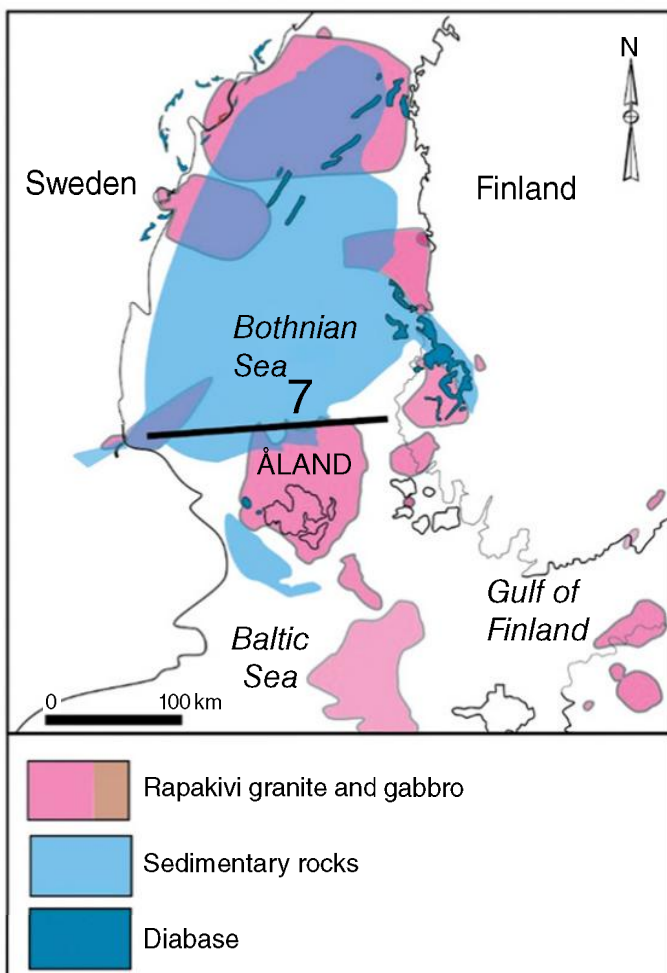 N
Sweden
Finland
Bothnian
Sea
7
ÅLAND
Gulf of
Finland
Baltic
Sea
0 100 km
Rapakivi granite and gabbro
Sedimentary rocks
Diabase